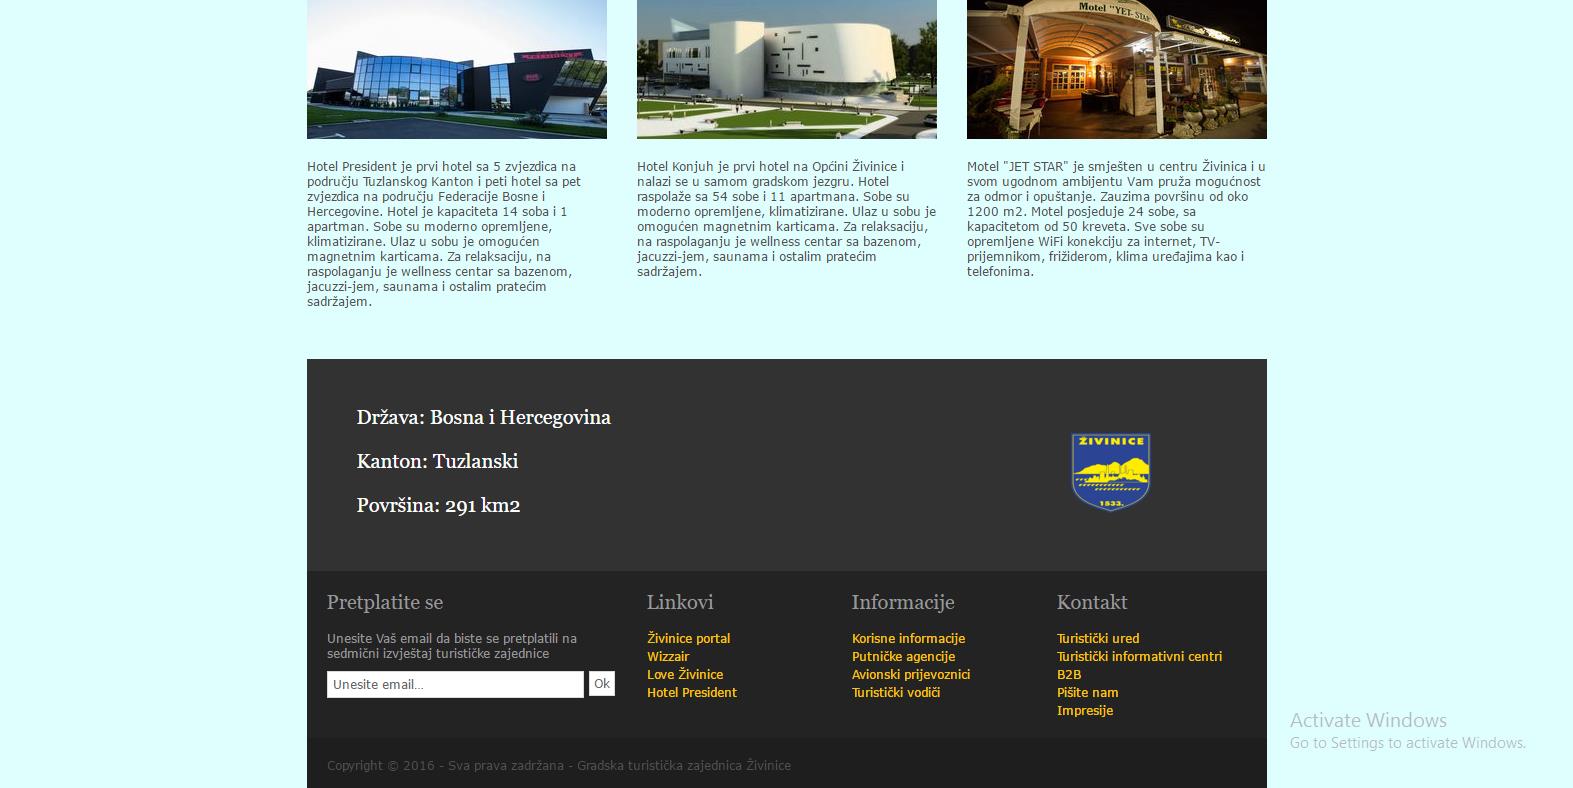 Motel "YET- STAR"
Hotel President je prvi hotel sa 5 zvjezdica na
području Tuzlanskog Kanton i peti hotel sa pet
zvjezdica na području Federacije Bosne i
Hercegovine. Hotel je kapaciteta 14 soba i 1
apartman. Sobe su moderno opremljene,
klimatizirane. Ulaz u sobu je omogućen
magnetnim karticama. Za relaksaciju, na
raspolaganju je wellness centar sa bazenom,
jacuzzi-jem, saunama i ostalim pratećim
sadržajem.
Hotel Konjuh je prvi hotel na Općini Živinice i
nalazi se u samom gradskom jezgru. Hotel
raspolaže sa 54 sobe i 11 apartmana. Sobe su
moderno opremljene, klimatizirane. Ulaz u sobu je
omogućen magnetnim karticama. Za relaksaciju,
na raspolaganju je wellness centar sa bazenom,
jacuzzi-jem, saunama i ostalim pratećim
sadržajem.
Motel "JET STAR" je smješten u centru Živinica i u
svom ugodnom ambijentu Vam pruža mogućnost
za odmor i opuštanje. Zauzima površinu od oko
1200 m2. Motel posjeduje 24 sobe, sa
kapacitetom od 50 kreveta. Sve sobe su
opremljene WiFi konekciju za internet, TV-
prijemnikom, frižiderom, klima uređajima kao i
telefonima.
Država: Bosna i Hercegovina
Kanton: Tuzlanski
Površina: 291 km2
ŽIVINICE
1533.
Pretplatite se
Unesite Vaš email da biste se pretplatili na
sedmični izvještaj turističke zajednice
Unesite email...
Ok
Linkovi
Živinice portal
Wizzair
Love Živinice
Hotel President
Informacije
Korisne informacije
Putničke agencije
Avionski prijevoznici
Turistički vodiči
Kontakt
Turistički ured
Turistički informativni centri
B2B
Pišite nam
Impresije
Activate Windows
Go to Settings to activate Windows.
Copyright © 2016 - Sva prava zadržana - Gradska turistička zajednica Živinice